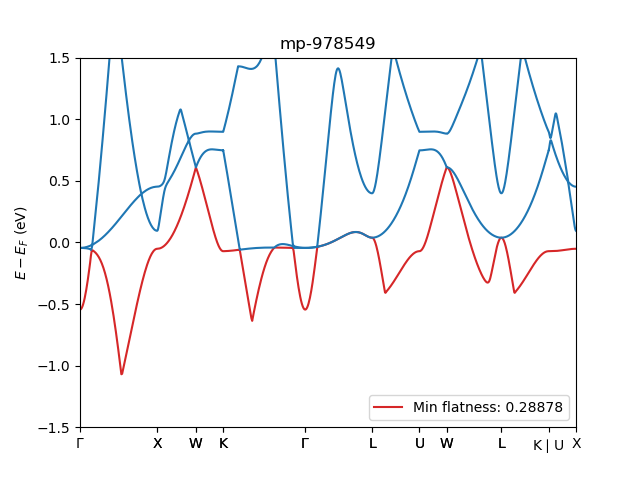 mp-978549
1.5
1.0
0.5
0.0
−0.5
−1.0
−1.5
E − E_F (eV)
Min flatness: 0.28878
Γ X W K Γ L U W L K | U X